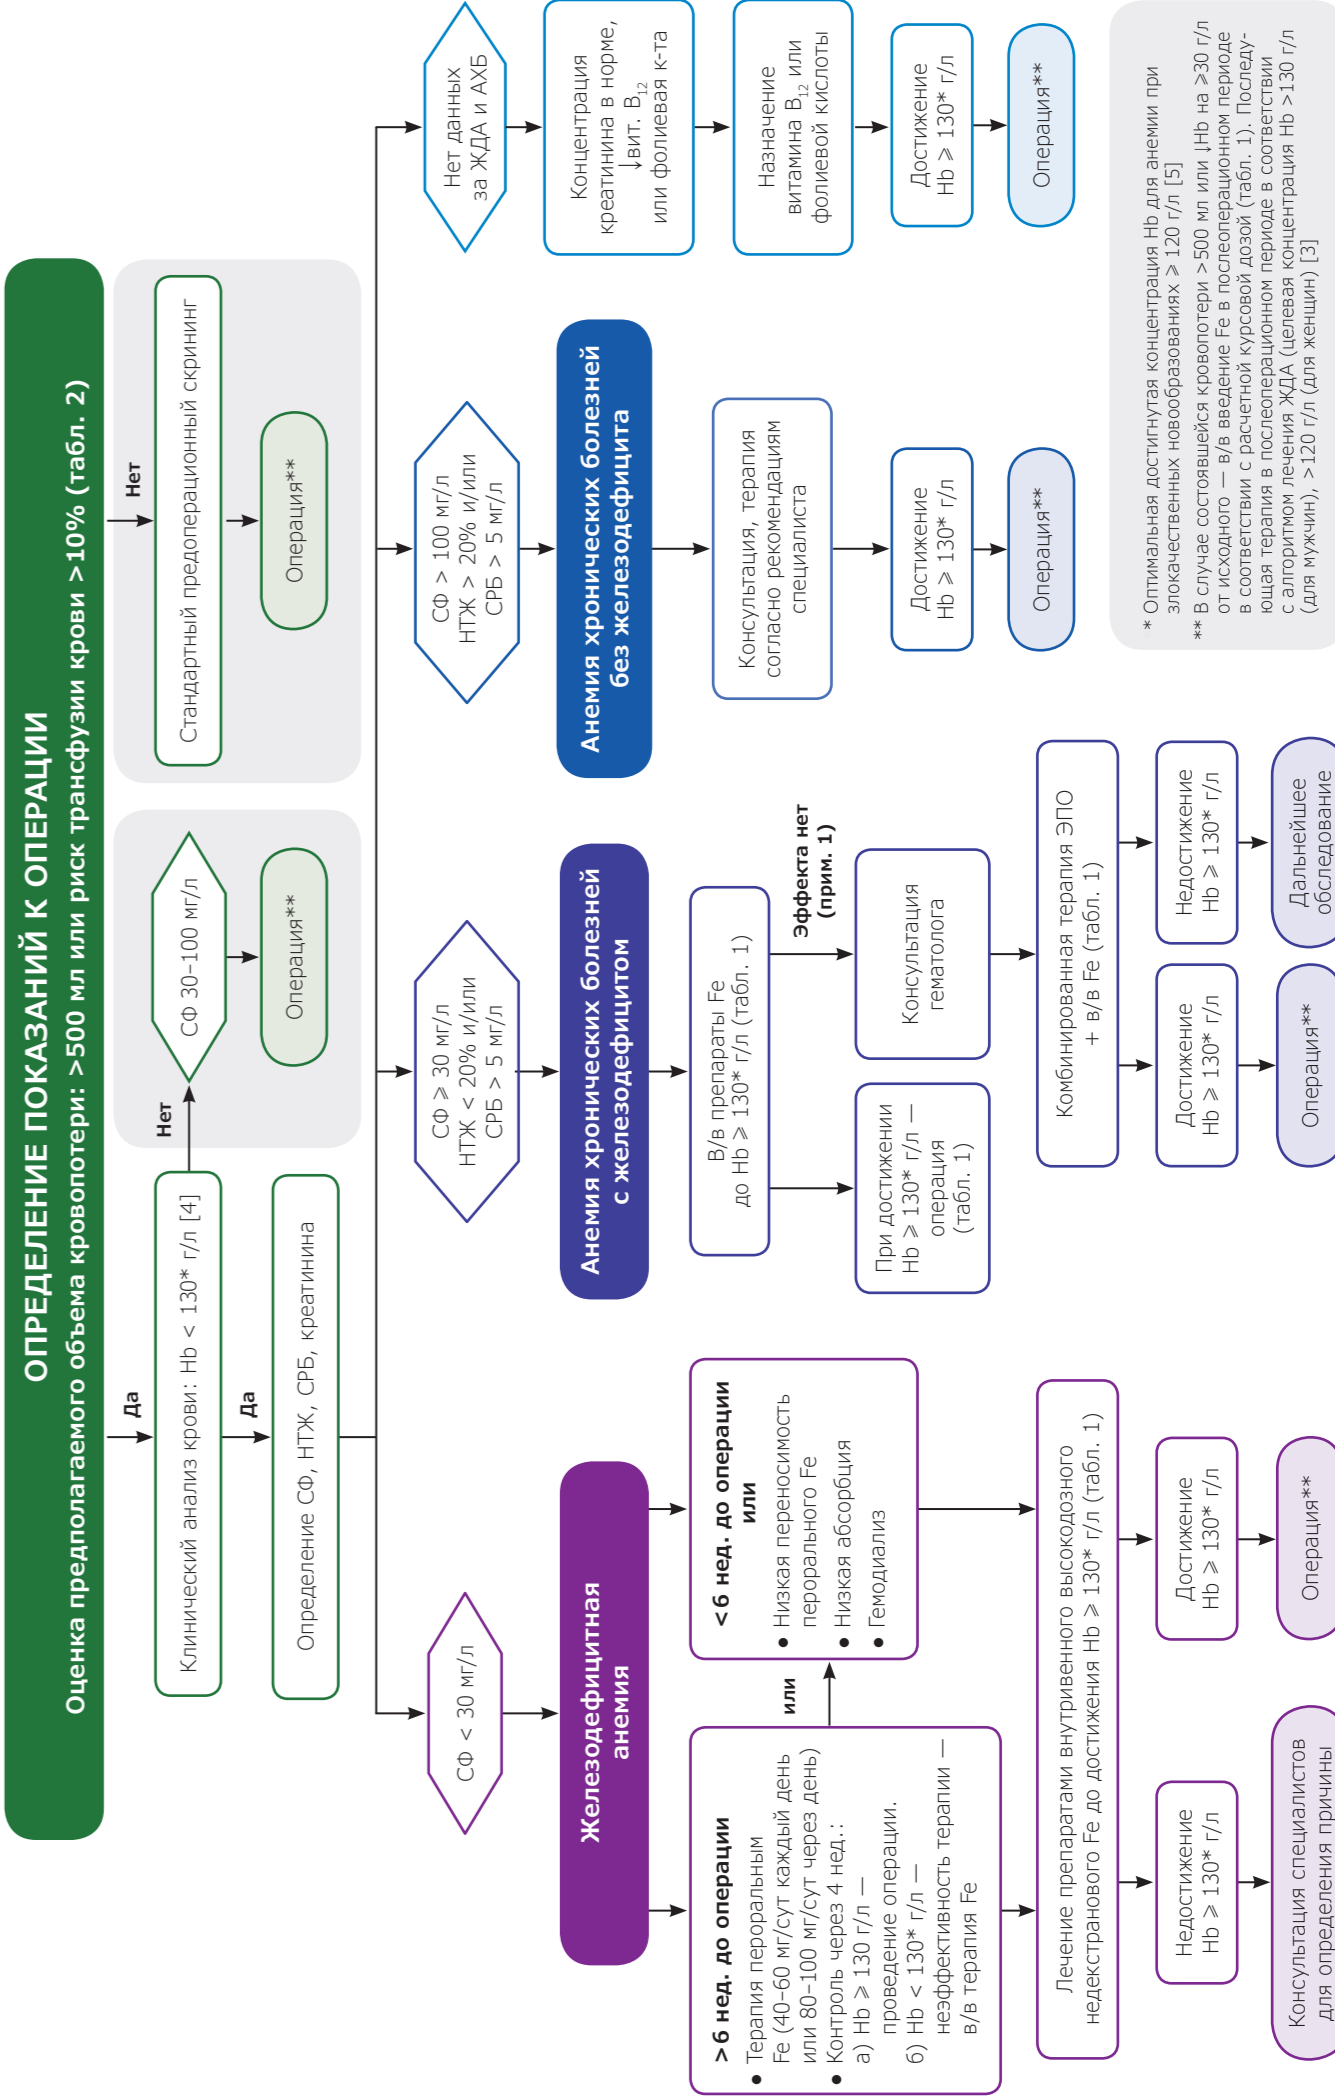 ОПРЕДЕЛЕНИЕ ПОКАЗАНИЙ К ОПЕРАЦИИ
Оценка предполагаемого объема кровопотери: >500 мл или риск трансфузии крови >10% (табл. 2)
Да
Нет
Клинический анализ крови: Hb < 130* г/л [4]
Нет
СФ 30–100 мг/л
Операция**
Стандартный предоперационный скрининг
Операция**
Да
Определение СФ, НТЖ, СРБ, креатинина
СФ < 30 мг/л
Железодефицитная
анемия
>6 нед. до операции
● Терапия пероральным
Fe (40–60 мг/сут каждый день
или 80–100 мг/сут через день)
● Контроль через 4 нед.:
а) Hb ⩾ 130 г/л —
проведение операции.
б) Hb < 130* г/л —
неэффективность терапии —
в/в терапия Fe
или
<6 нед. до операции
или
● Низкая переносимость
перорального Fe
● Низкая абсорбция
● Гемодиализ
Лечение препаратами внутривенного высокодозного
недекстранового Fe до достижения Hb ⩾ 130* г/л (табл. 1)
Недостижение
Hb ⩾ 130* г/л
Консультация специалистов
для определения причины
Достижение
Hb ⩾ 130* г/л
Операция**
СФ ⩾ 30 мг/л
НТЖ < 20% и/или
СРБ > 5 мг/л
Анемия хронических болезней
с железодефицитом
В/в препараты Fe
до Hb ⩾ 130* г/л (табл. 1)
При достижении
Hb ⩾ 130* г/л —
операция
(табл. 1)
Эффекта нет
(прим. 1)
Консультация
гематолога
Комбинированная терапия ЭПО
+ в/в Fe (табл. 1)
Достижение
Hb ⩾ 130* г/л
Операция**
Недостижение
Hb ⩾ 130* г/л
Дальнейшее
обследование
СФ > 100 мг/л
НТЖ > 20% и/или
СРБ > 5 мг/л
Анемия хронических болезней
без железодефицита
Консультация, терапия
согласно рекомендациям
специалиста
Достижение
Hb ⩾ 130* г/л
Операция**
Нет данных
за ЖДА и АХБ
Концентрация
креатинина в норме,
↓вит. B₁₂
или фолиевая к-та
Назначение
витамина B₁₂ или
фолиевой кислоты
Достижение
Hb ⩾ 130* г/л
Операция**
* Оптимальная достигнутая концентрация Hb для анемии при
злокачественных новообразованиях ⩾ 120 г/л [5]
** В случае состоявшейся кровопотери >500 мл или ↓Hb на ⩾30 г/л
от исходного — в/в введение Fe в послеоперационном периоде
в соответствии с расчетной курсовой дозой (табл. 1). Последу-
ющая терапия в послеоперационном периоде в соответствии
с алгоритмом лечения ЖДА (целевая концентрация Hb >130 г/л
(для мужчин), >120 г/л (для женщин) [3]